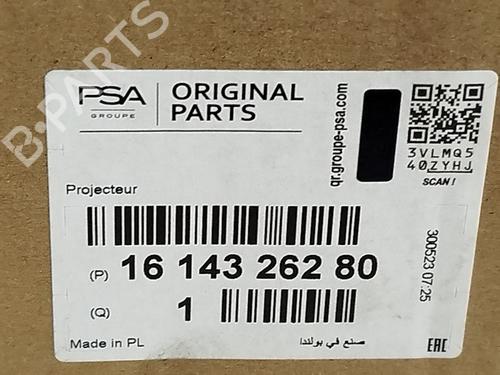 B-PARTS
PSA
GROUPE
ORIGINAL
PARTS
qr.groupe-psa.com
3VLMQ5
40ZYHJ
SCAN!
Projecteur
(P) 16 143 262 80
(Q) 1
Made in PL
صنع في بولندا
300523 07:25
EAC